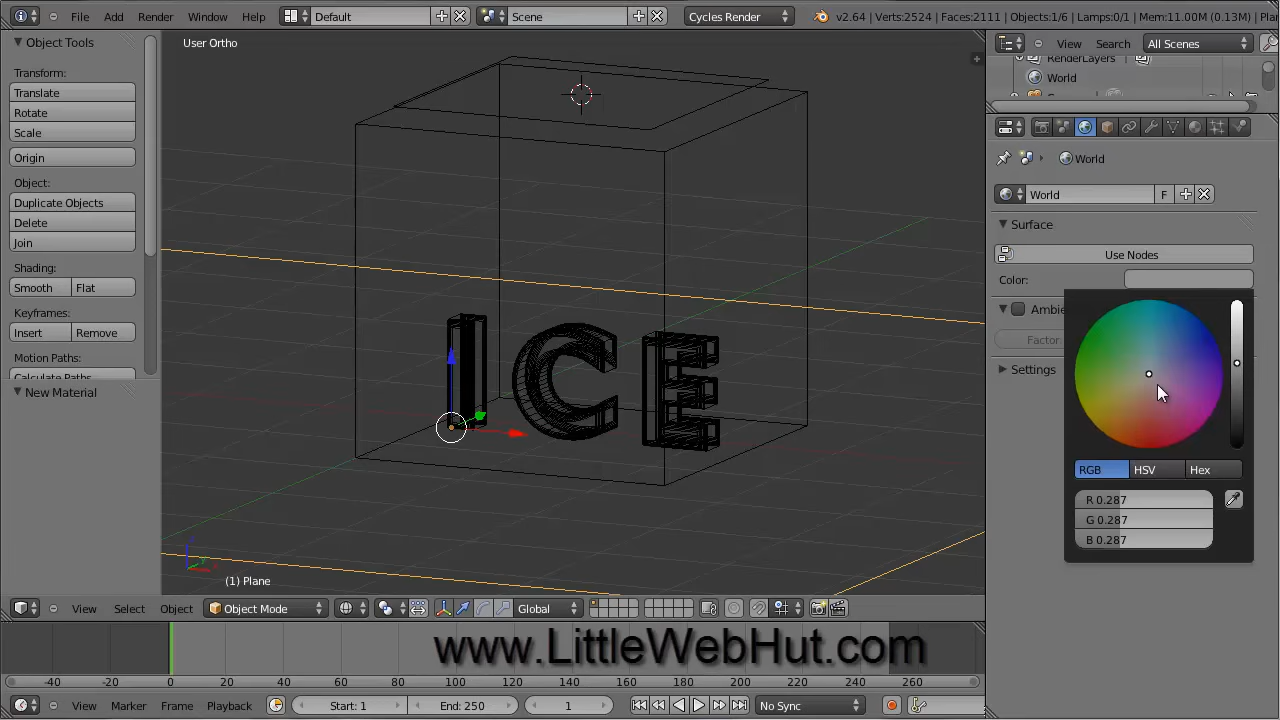 File Add Render Window Help Default Scene Cycles Render v2.64 | Verts:2524 | Faces:2111 | Objects:1/6 | Lamps:0/1 | Mem:11.00M (0.13M) |
Object Tools
Transform:
Translate
Rotate
Scale
Origin
Object:
Duplicate Objects
Delete
Join
Shading:
Smooth Flat
Keyframes:
Insert Remove
Motion Paths:
Calculate Paths
New Material
User Ortho
ICE
(1) Plane
View Select Object Object Mode Global
View Search All Scenes
RenderLayers
World
World
World F
Surface
Use Nodes
Color:
Factor
Settings
RGB HSV Hex
R 0.287
G 0.287
B 0.287
www.LittleWebHut.com
-40 -20 0 20 40 60 80 100 120 140 160 180 200 220 240 260
View Marker Frame Playback Start: 1 End: 250 1 No Sync